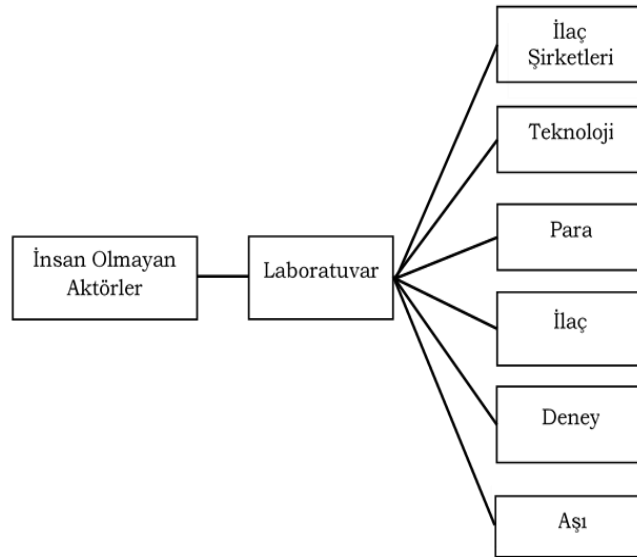 İnsan Olmayan
Aktörler
Laboratuvar
İlaç
Şirketleri
Teknoloji
Para
İlaç
Deney
Aşı